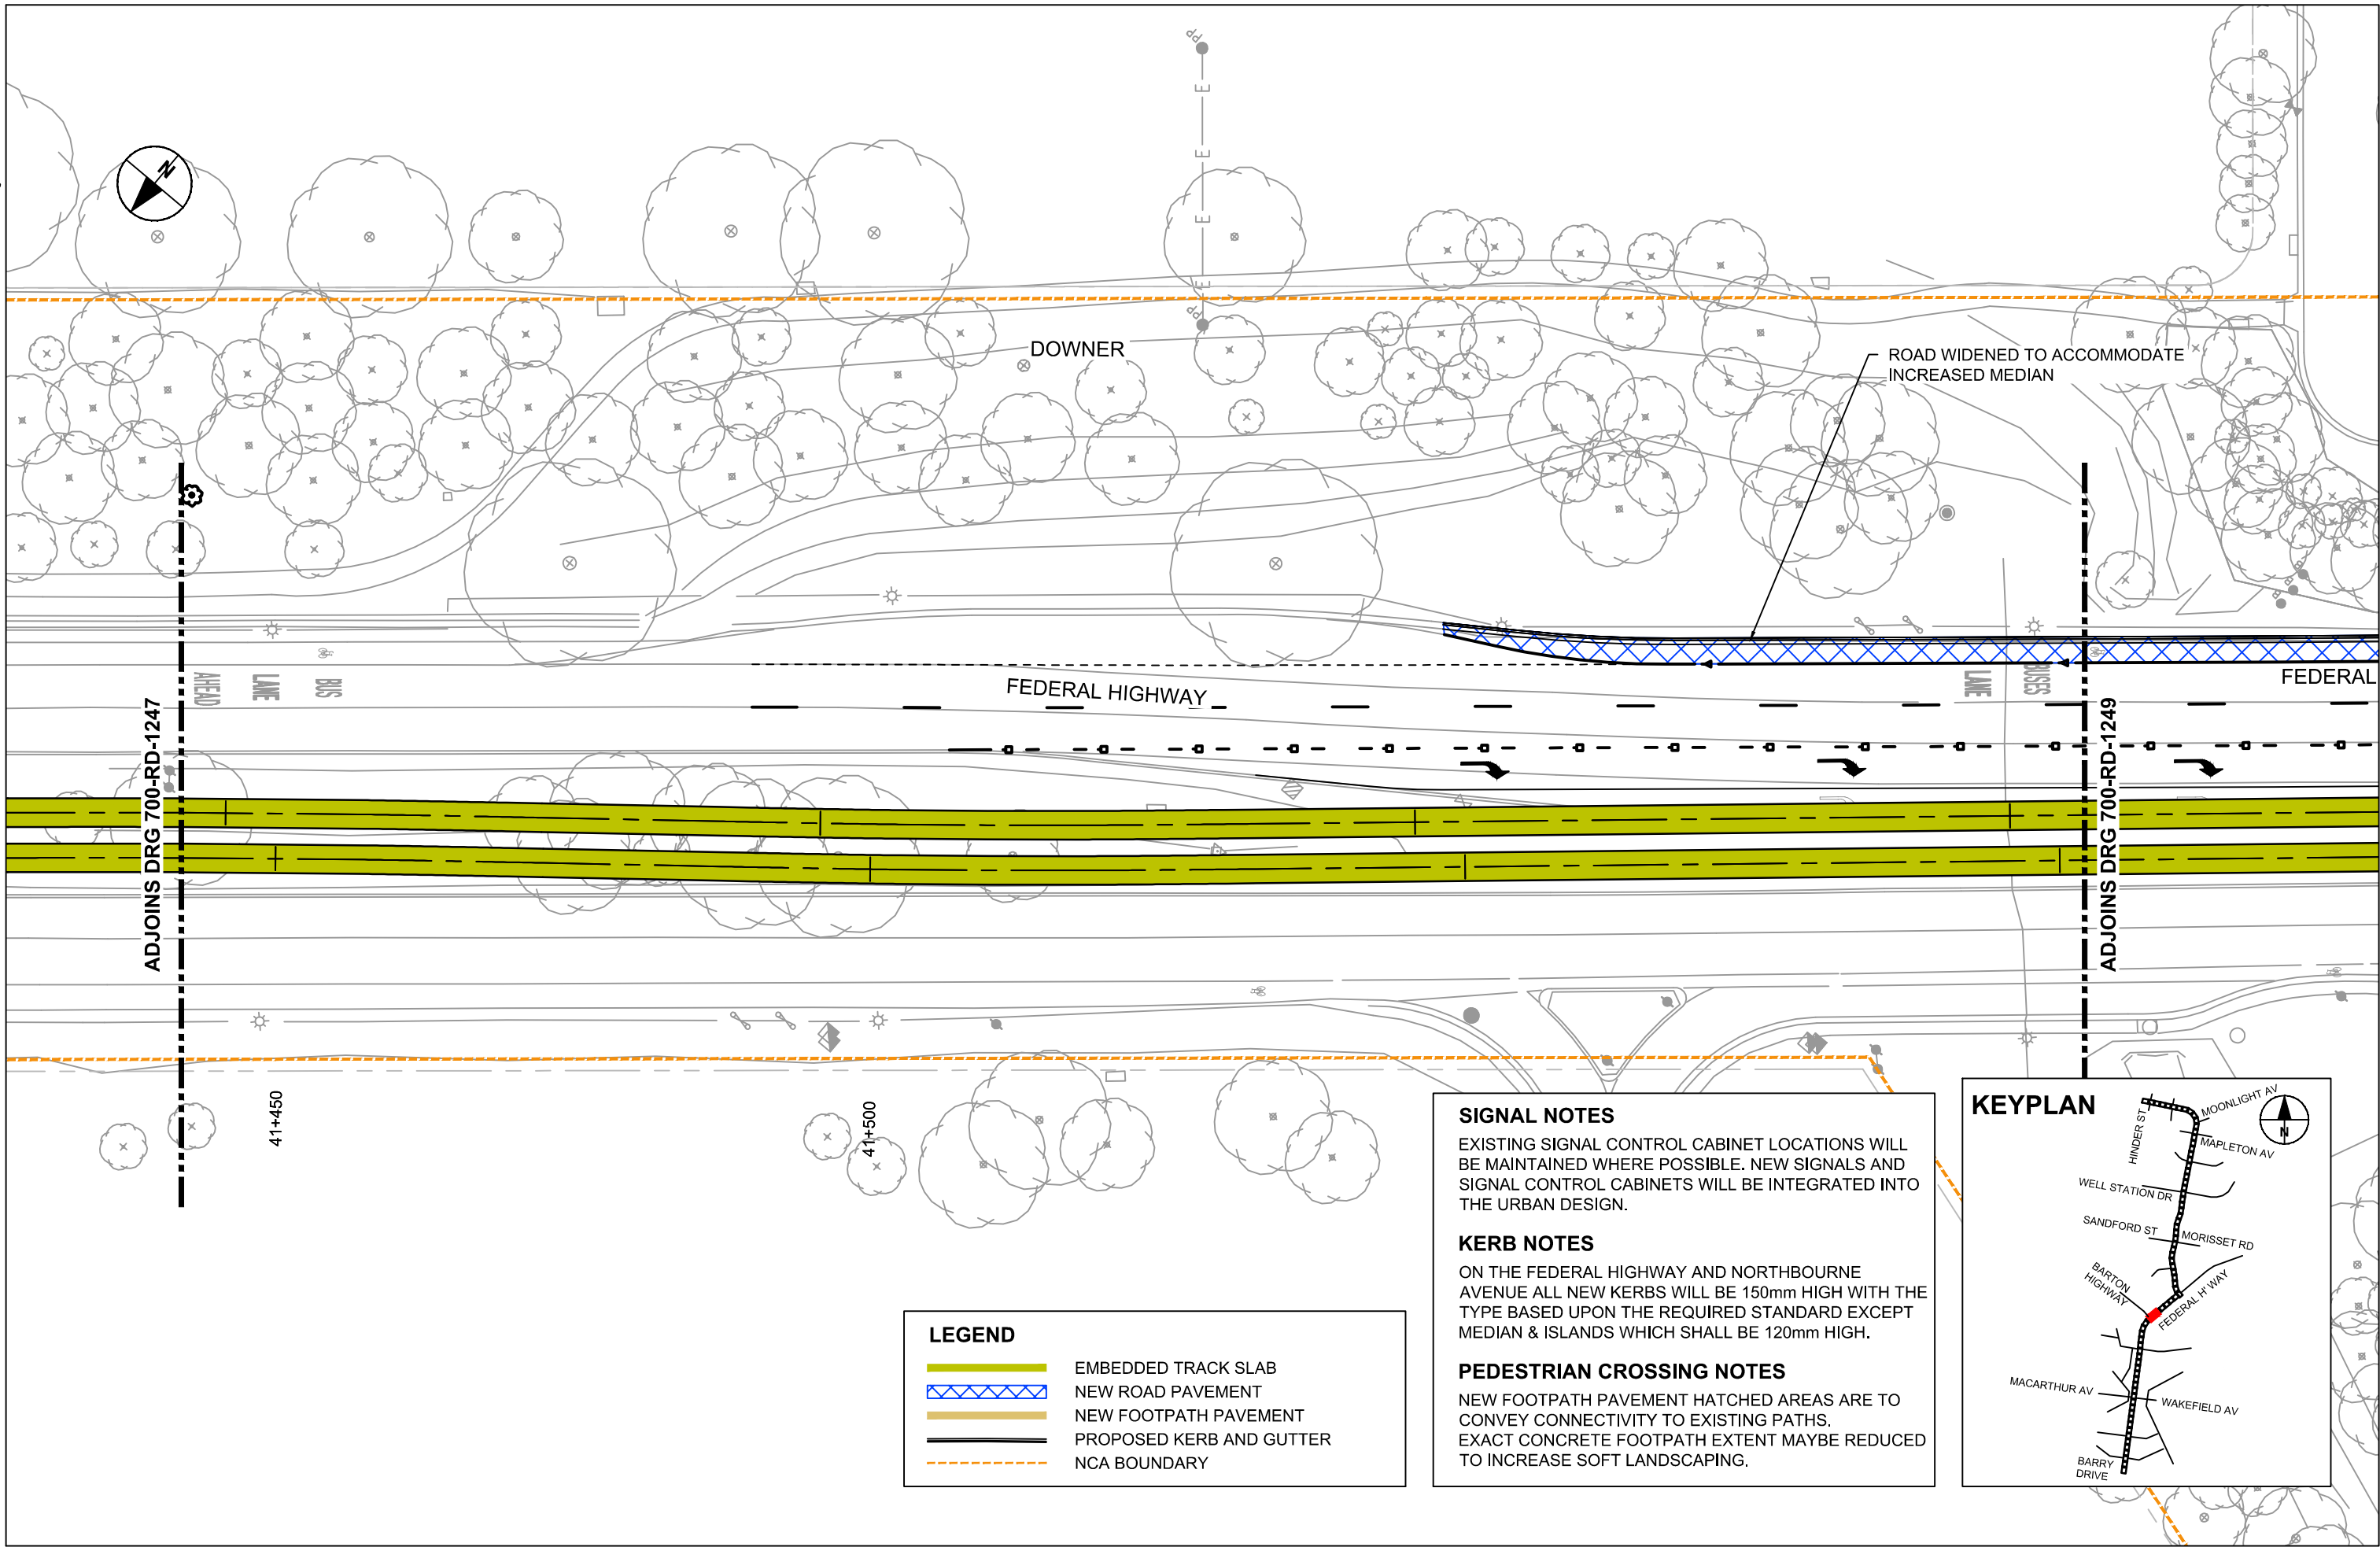 PP
E
E
E
E
PP
N
DOWNER
ROAD WIDENED TO ACCOMMODATE
INCREASED MEDIAN
AHEAD
LANE
BUS
FEDERAL HIGHWAY
LANE
BUSES
FEDERAL
ADJOINS DRG 700-RD-1247
ADJOINS DRG 700-RD-1249
41+450
41+500
LEGEND
EMBEDDED TRACK SLAB
NEW ROAD PAVEMENT
NEW FOOTPATH PAVEMENT
PROPOSED KERB AND GUTTER
NCA BOUNDARY
SIGNAL NOTES
EXISTING SIGNAL CONTROL CABINET LOCATIONS WILL
BE MAINTAINED WHERE POSSIBLE. NEW SIGNALS AND
SIGNAL CONTROL CABINETS WILL BE INTEGRATED INTO
THE URBAN DESIGN.
KERB NOTES
ON THE FEDERAL HIGHWAY AND NORTHBOURNE
AVENUE ALL NEW KERBS WILL BE 150mm HIGH WITH THE
TYPE BASED UPON THE REQUIRED STANDARD EXCEPT
MEDIAN & ISLANDS WHICH SHALL BE 120mm HIGH.
PEDESTRIAN CROSSING NOTES
NEW FOOTPATH PAVEMENT HATCHED AREAS ARE TO
CONVEY CONNECTIVITY TO EXISTING PATHS.
EXACT CONCRETE FOOTPATH EXTENT MAYBE REDUCED
TO INCREASE SOFT LANDSCAPING.
KEYPLAN
N
MOONLIGHT AV
HINDER ST
MAPLETON AV
WELL STATION DR
SANDFORD ST
MORISSET RD
BARTON
HIGHWAY
FEDERAL H'WAY
MACARTHUR AV
WAKEFIELD AV
BARRY
DRIVE